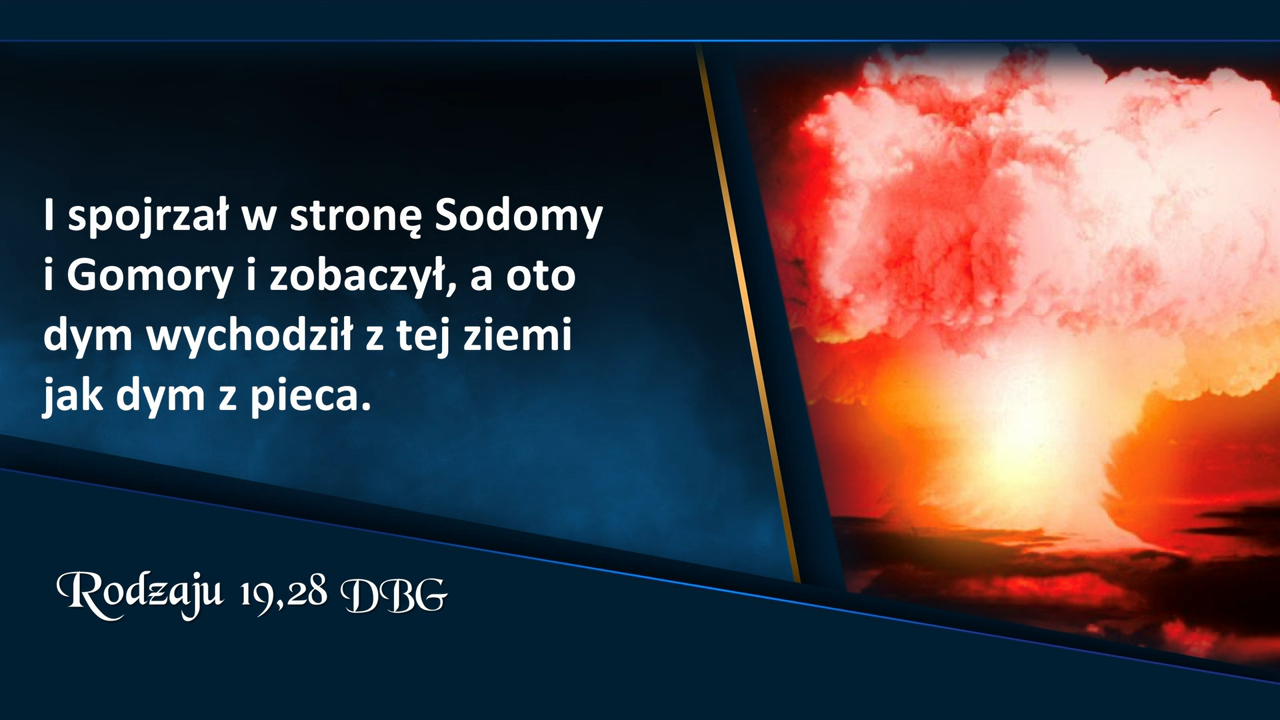 I spojrzał w stronę Sodomy
i Gomory i zobaczył, a oto
dym wychodził z tej ziemi
jak dym z pieca.
Rodzaju 19,28 DBG